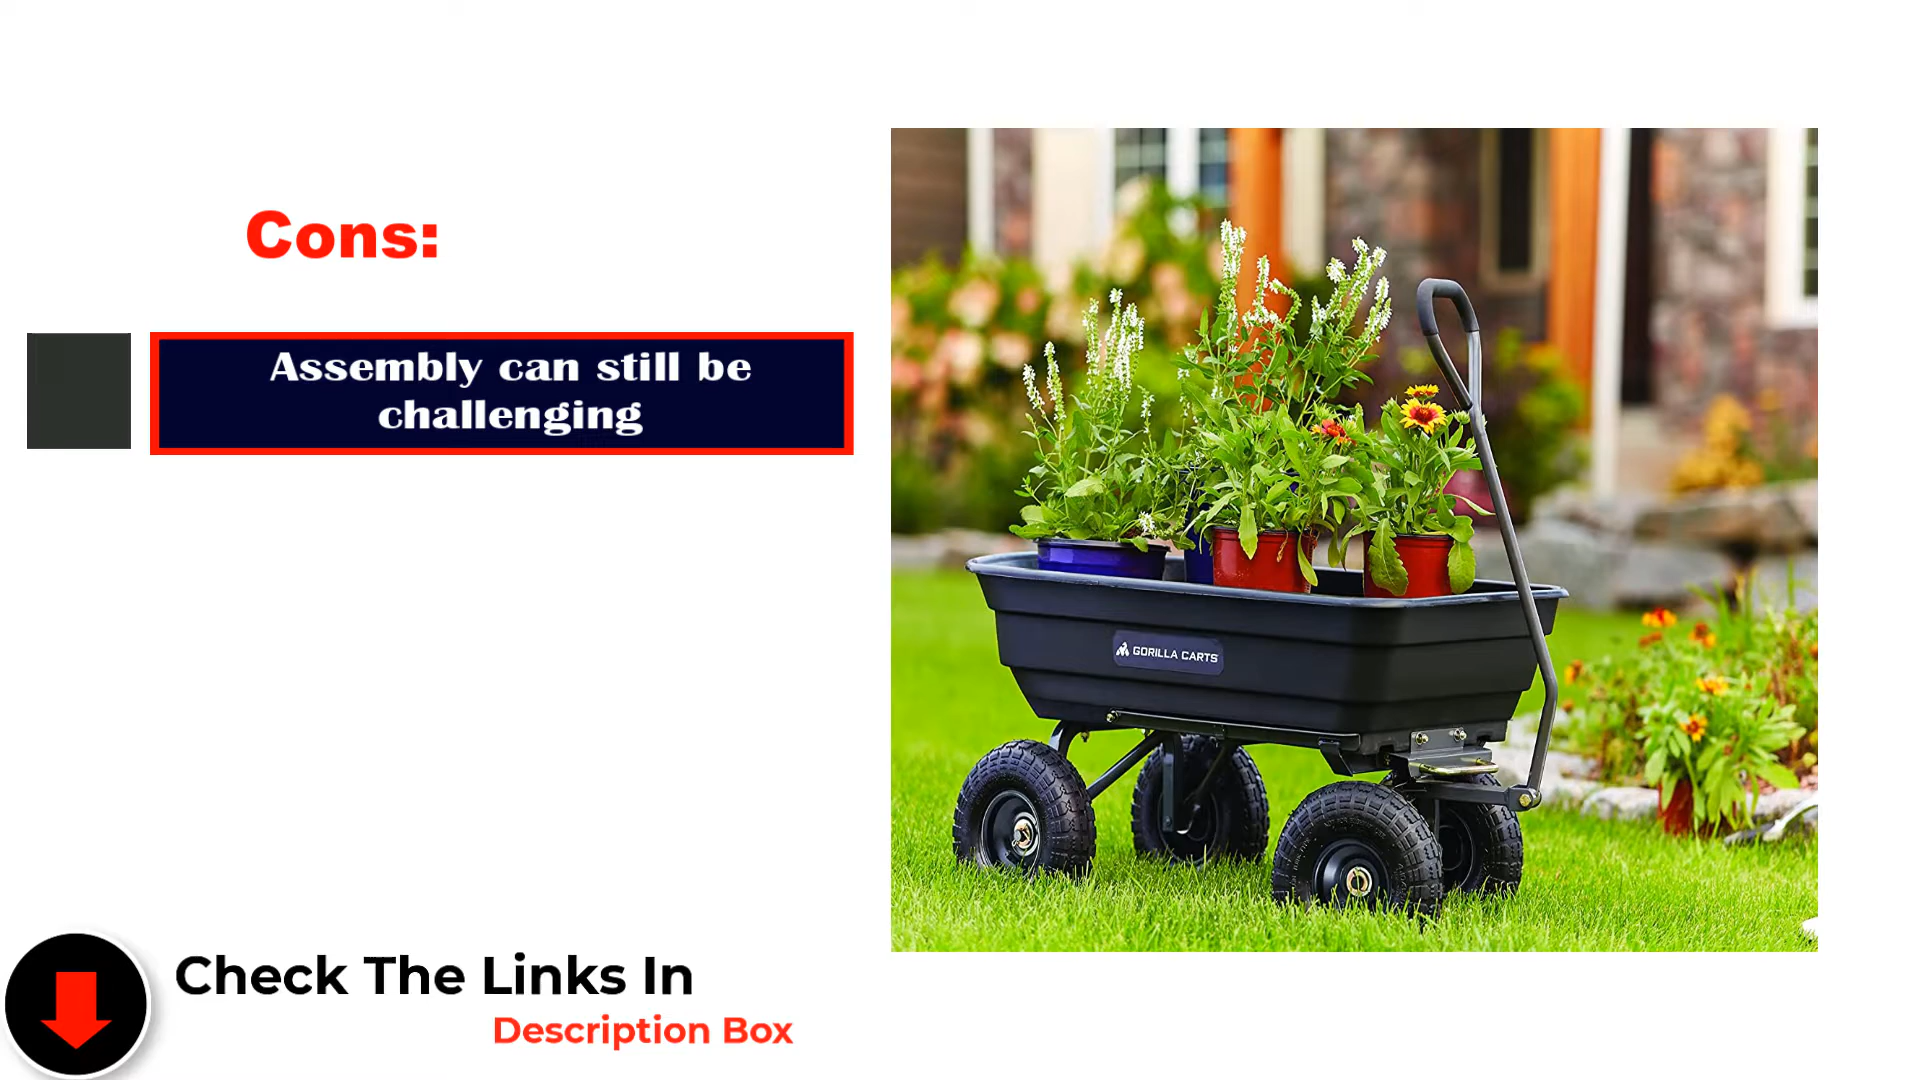 Cons:
Assembly can still be
challenging
GORILLA CARTS
Check The Links In
Description Box